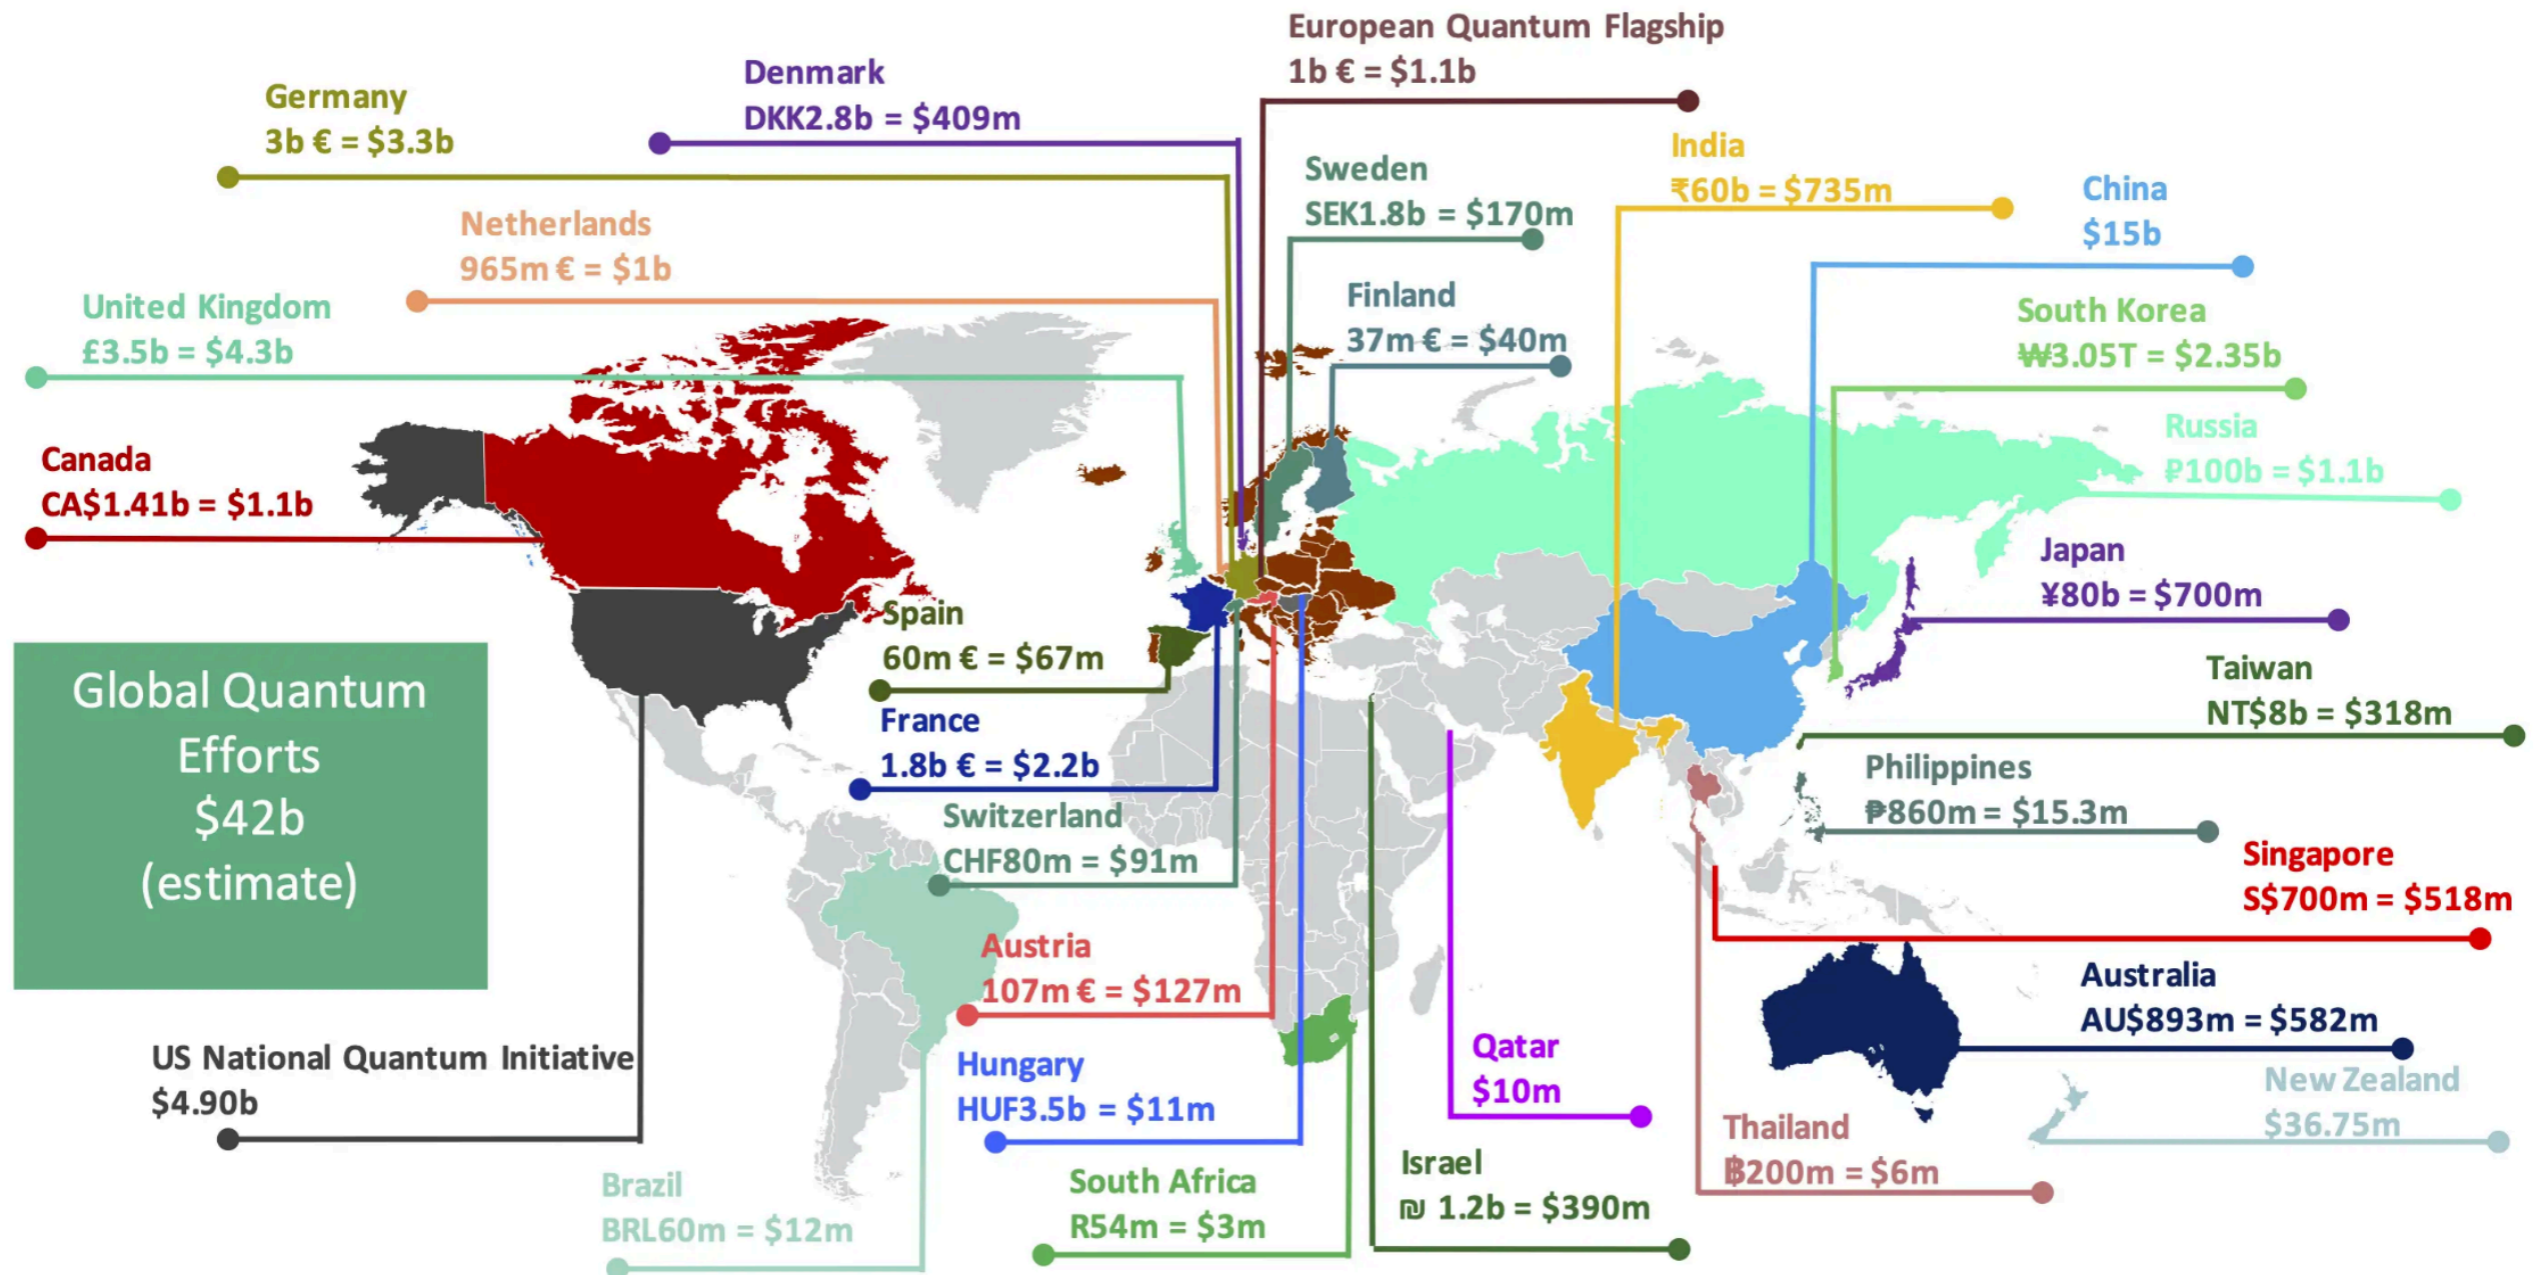 European Quantum Flagship
1b € = $1.1b
Denmark
DKK2.8b = $409m
Germany
3b € = $3.3b
Sweden
SEK1.8b = $170m
India
₹60b = $735m
China
$15b
Netherlands
965m € = $1b
United Kingdom
£3.5b = $4.3b
Finland
37m € = $40m
South Korea
₩3.05T = $2.35b
Russia
₽100b = $1.1b
Canada
CA$1.41b = $1.1b
Japan
¥80b = $700m
Spain
60m € = $67m
Taiwan
NT$8b = $318m
Global Quantum
Efforts
$42b
(estimate)
France
1.8b € = $2.2b
Philippines
₱860m = $15.3m
Switzerland
CHF80m = $91m
Singapore
S$700m = $518m
Austria
107m € = $127m
Australia
AU$893m = $582m
US National Quantum Initiative
$4.90b
Hungary
HUF3.5b = $11m
Qatar
$10m
New Zealand
$36.75m
Thailand
฿200m = $6m
Brazil
BRL60m = $12m
South Africa
R54m = $3m
Israel
₪ 1.2b = $390m